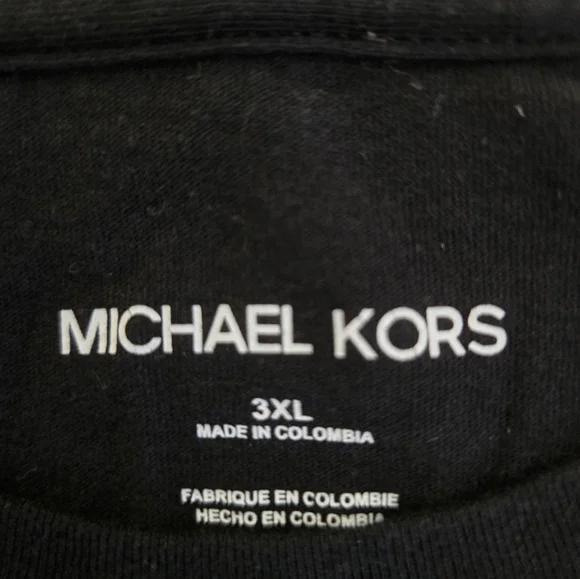 MICHAEL KORS
3XL
MADE IN COLOMBIA
FABRIQUE EN COLOMBIE
HECHO EN COLOMBIA